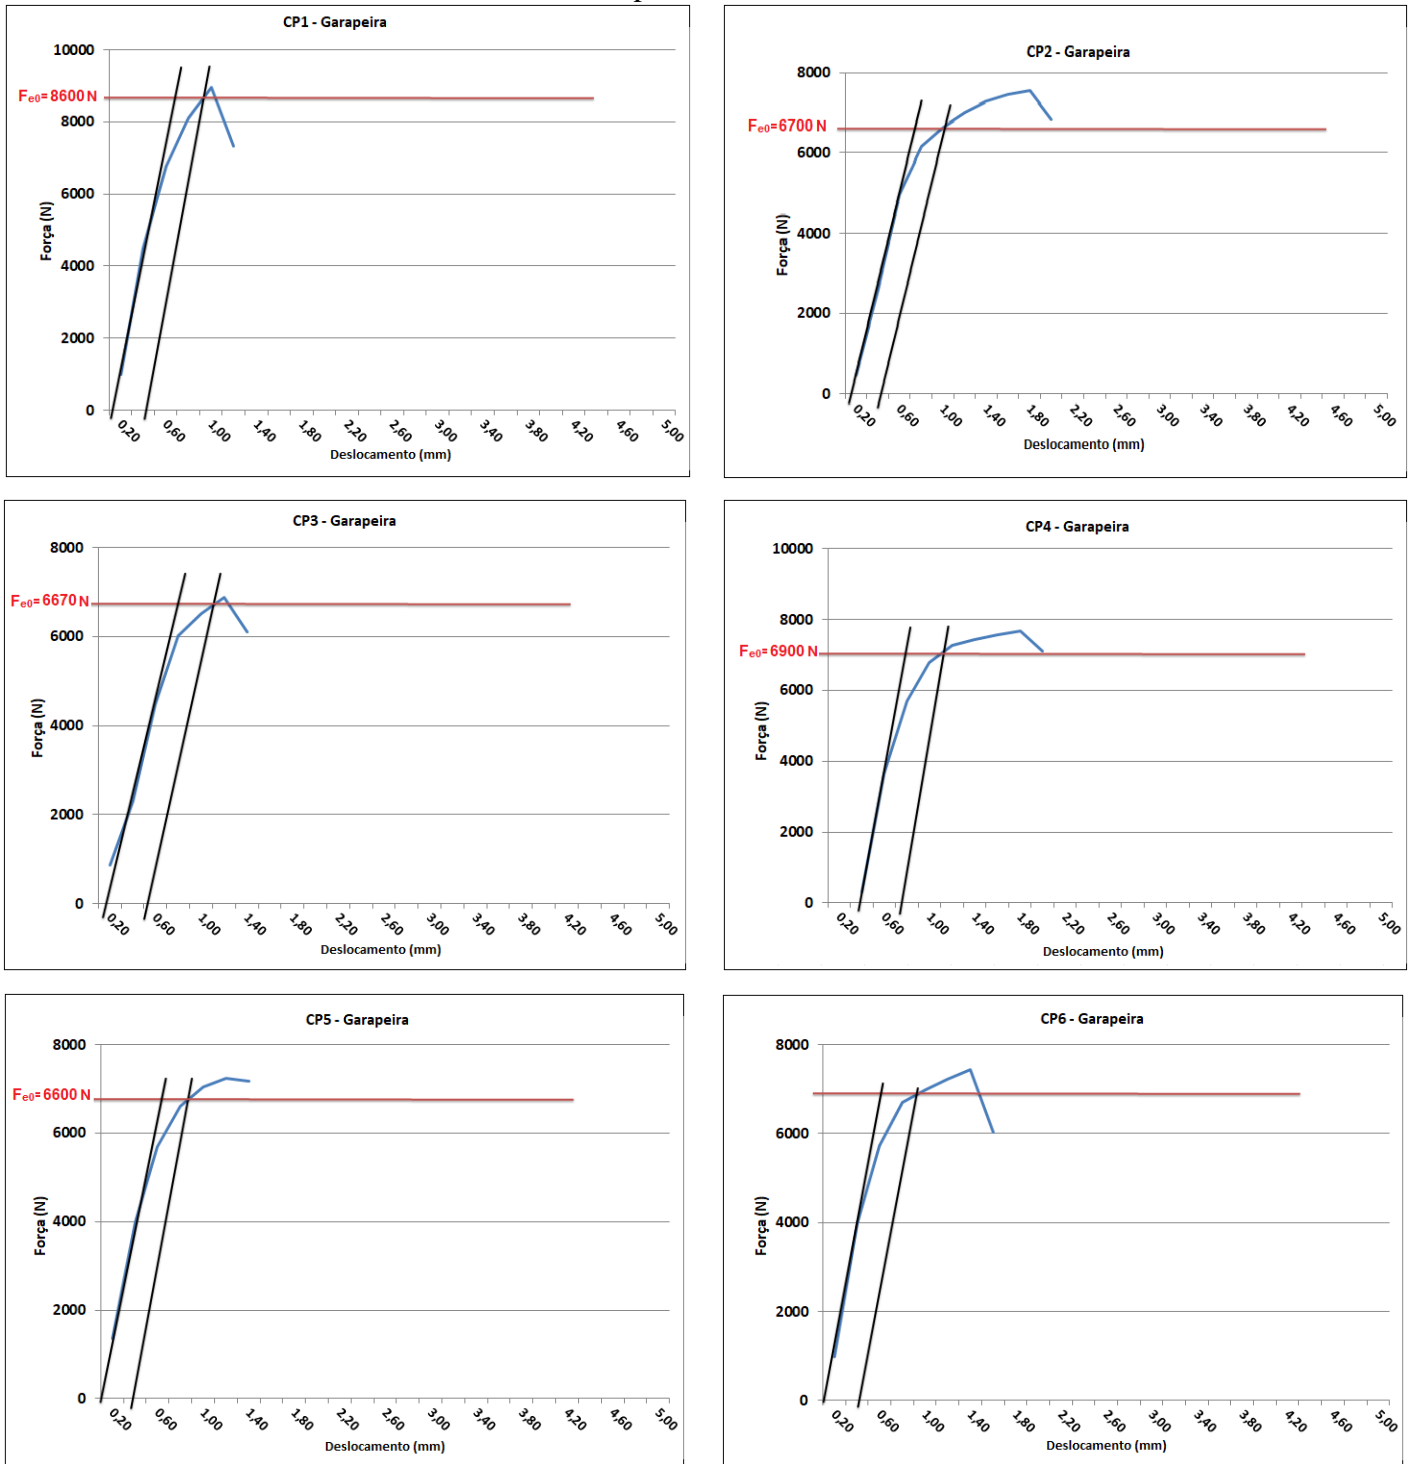 CP1 - Garapeira
10000
Fe0=8600 N
8000
6000
4000
2000
0
Força (N)
0,20 0,60 1,00 1,40 1,80 2,20 2,60 3,00 3,40 3,80 4,20 4,60 5,00
Deslocamento (mm)
CP2 - Garapeira
8000
Fe0=6700 N
6000
4000
2000
0
Força (N)
0,20 0,60 1,00 1,40 1,80 2,20 2,60 3,00 3,40 3,80 4,20 4,60 5,00
Deslocamento (mm)
CP3 - Garapeira
8000
Fe0=6670 N
6000
4000
2000
0
Força (N)
0,20 0,60 1,00 1,40 1,80 2,20 2,60 3,00 3,40 3,80 4,20 4,60 5,00
Deslocamento (mm)
CP4 - Garapeira
10000
8000
Fe0=6900 N
6000
4000
2000
0
Força (N)
0,20 0,60 1,00 1,40 1,80 2,20 2,60 3,00 3,40 3,80 4,20 4,60 5,00
Deslocamento (mm)
CP5 - Garapeira
8000
Fe0=6600 N
6000
4000
2000
0
Força (N)
0,20 0,60 1,00 1,40 1,80 2,20 2,60 3,00 3,40 3,80 4,20 4,60 5,00
Deslocamento (mm)
CP6 - Garapeira
8000
6000
4000
2000
0
Força (N)
0,20 0,60 1,00 1,40 1,80 2,20 2,60 3,00 3,40 3,80 4,20 4,60 5,00
Deslocamento (mm)